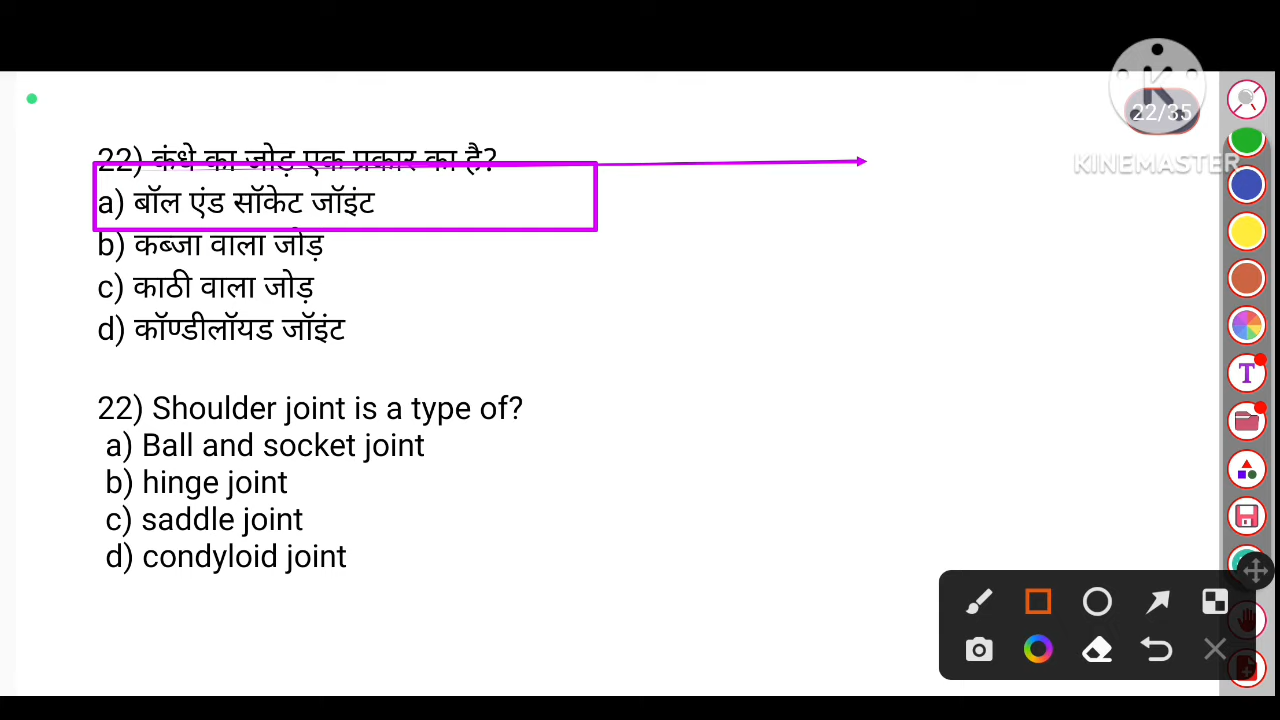 22/35
KINEMASTER
22) कंधे का जोड़ एक प्रकार का है?
a) बॉल एंड सॉकेट जॉइंट
b) कब्जा वाला जोड़
c) काठी वाला जोड़
d) कॉण्डीलॉयड जॉइंट
22) Shoulder joint is a type of?
a) Ball and socket joint
b) hinge joint
c) saddle joint
d) condyloid joint
T